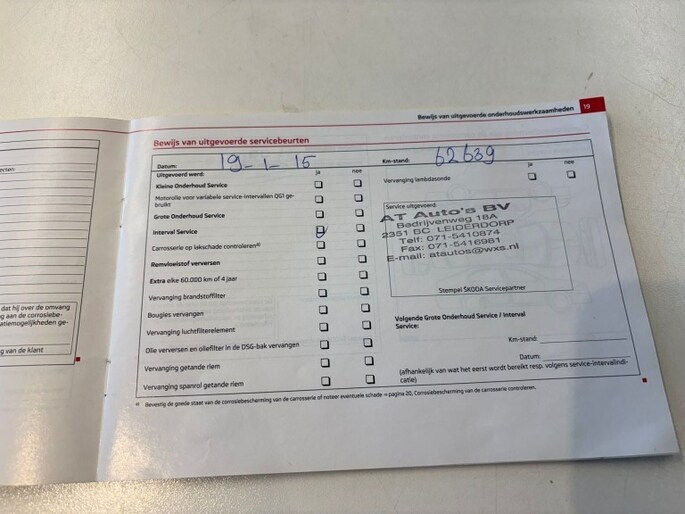 Bewijs van uitgevoerde onderhoudswerkzaamheden 19
Bewijs van uitgevoerde servicebeurten
Datum: 19-1-15
Km-stand: 62639
Uitgevoerd werd: ja nee
Kleine Onderhoud Service
Motorolie voor variabele service-intervallen QG1 ge-
bruikt
Grote Onderhoud Service
Interval Service
Carrosserie op lakschade controleren
Remvloeistof verversen
Extra elke 60.000 km of 4 jaar
Vervanging brandstoffilter
Bougies vervangen
Vervanging luchtfilterelement
Olie verversen en oliefilter in de DSG-bak vervangen
Vervanging getande riem
Vervanging spanrol getande riem
ja nee
Vervanging lambdasonde
Service uitgevoerd:
AT Auto's BV
Bedrijvenweg 18A
2351 BC LEIDERDORP
Telf: 071-5410874
Fax: 071-5416981
E-mail: atautos@wxs.nl
Stempel ŠKODA Servicepartner
Volgende Grote Onderhoud Service / Interval
Service:
Km-stand:
Datum:
(afhankelijk van wat het eerst wordt bereikt resp. volgens service-intervalindi-
catie)
Bevestig de goede staat van de corrosiebescherming van de carrosserie of noteer eventuele schade ⇒ pagina 20, Corrosiebescherming van de carrosserie controleren.
dat hij over de omvang
g aan de corrosiebe-
atiemogelijkheden ge-
g van de klant